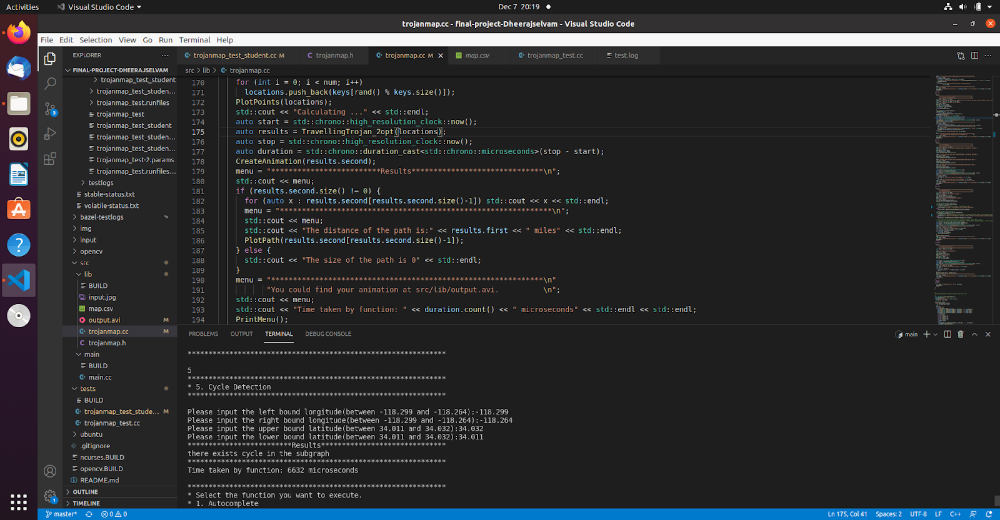 Activities
Visual Studio Code
Dec 7 20:19
trojanmap.cc - final-project-Dheerajselvam - Visual Studio Code
File Edit Selection View Go Run Terminal Help
EXPLORER
trojanmap_test_student.cc M
trojanmap.h
trojanmap.cc M
map.csv
trojanmap_test.cc
test.log
FINAL-PROJECT-DHEERAJSELVAM
trojanmap_test_student
trojanmap_test_studen...
trojanmap_test.runfiles
trojanmap_test
trojanmap_test_student
trojanmap_test_studen...
trojanmap_test_studen...
trojanmap_test-2.params
trojanmap_test.runfiles...
testlogs
stable-status.txt
volatile-status.txt
bazel-testlogs
img
input
opencv
src
lib
BUILD
input.jpg
map.csv
output.avi M
trojanmap.cc M
trojanmap.h
main
BUILD
main.cc
tests
BUILD
trojanmap_test_stude... M
trojanmap_test.cc
ubuntu
.gitignore
ncurses.BUILD
opencv.BUILD
README.md
OUTLINE
TIMELINE
3
1
src > lib > trojanmap.cc
170 for (int i = 0; i < num; i++)
171 locations.push_back(keys[rand() % keys.size()]);
172 PlotPoints(locations);
173 std::cout << "Calculating ..." << std::endl;
174 auto start = std::chrono::high_resolution_clock::now();
175 auto results = TravellingTrojan_2opt(locations);
176 auto stop = std::chrono::high_resolution_clock::now();
177 auto duration = std::chrono::duration_cast<std::chrono::microseconds>(stop - start);
178 CreateAnimation(results.second);
179 menu = "*************************Results******************************\n";
180 std::cout << menu;
181 if (results.second.size() != 0) {
182 for (auto x : results.second[results.second.size()-1]) std::cout << x << std::endl;
183 menu = "**************************************************************\n";
184 std::cout << menu;
185 std::cout << "The distance of the path is:" << results.first << " miles" << std::endl;
186 PlotPath(results.second[results.second.size()-1]);
187 } else {
188 std::cout << "The size of the path is 0" << std::endl;
189 }
190 menu = "**************************************************************\n"
191 "You could find your animation at src/lib/output.avi. \n";
192 std::cout << menu;
193 std::cout << "Time taken by function: " << duration.count() << " microseconds" << std::endl << std::endl;
194 PrintMenu();
PROBLEMS OUTPUT TERMINAL DEBUG CONSOLE
main
**************************************************************
5
**************************************************************
* 5. Cycle Detection
**************************************************************
Please input the left bound longitude(between -118.299 and -118.264):-118.299
Please input the right bound longitude(between -118.299 and -118.264):-118.264
Please input the upper bound latitude(between 34.011 and 34.032):34.032
Please input the lower bound latitude(between 34.011 and 34.032):34.011
*************************Results******************************
there exists cycle in the subgraph
**************************************************************
Time taken by function: 6632 microseconds
**************************************************************
* Select the function you want to execute.
* 1. Autocomplete
master* 0 0
Ln 175, Col 41 Spaces: 2 UTF-8 LF C++